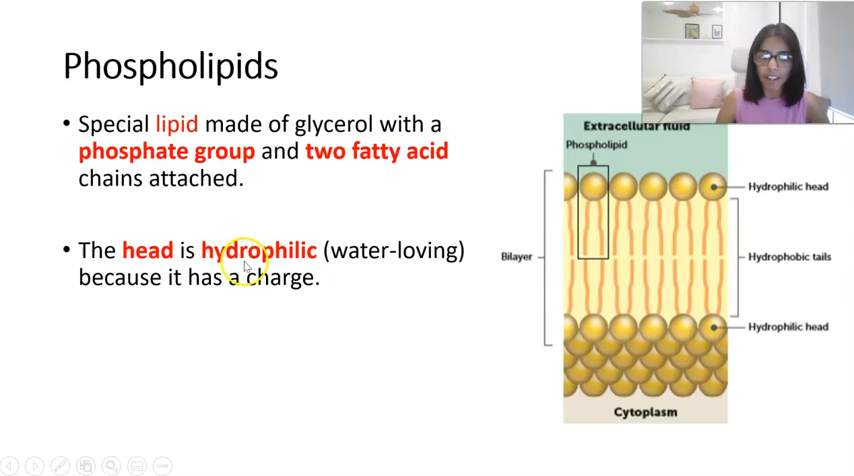 Phospholipids
• Special lipid made of glycerol with a
phosphate group and two fatty acid
chains attached.
• The head is hydrophilic (water-loving)
because it has a charge.
Extracellular fluid
Phospholipid
Hydrophilic head
Bilayer
Hydrophobic tails
Hydrophilic head
Cytoplasm